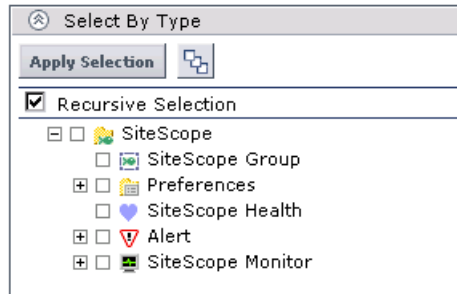 Select By Type
Apply Selection
Recursive Selection
SiteScope
SiteScope Group
Preferences
SiteScope Health
Alert
SiteScope Monitor